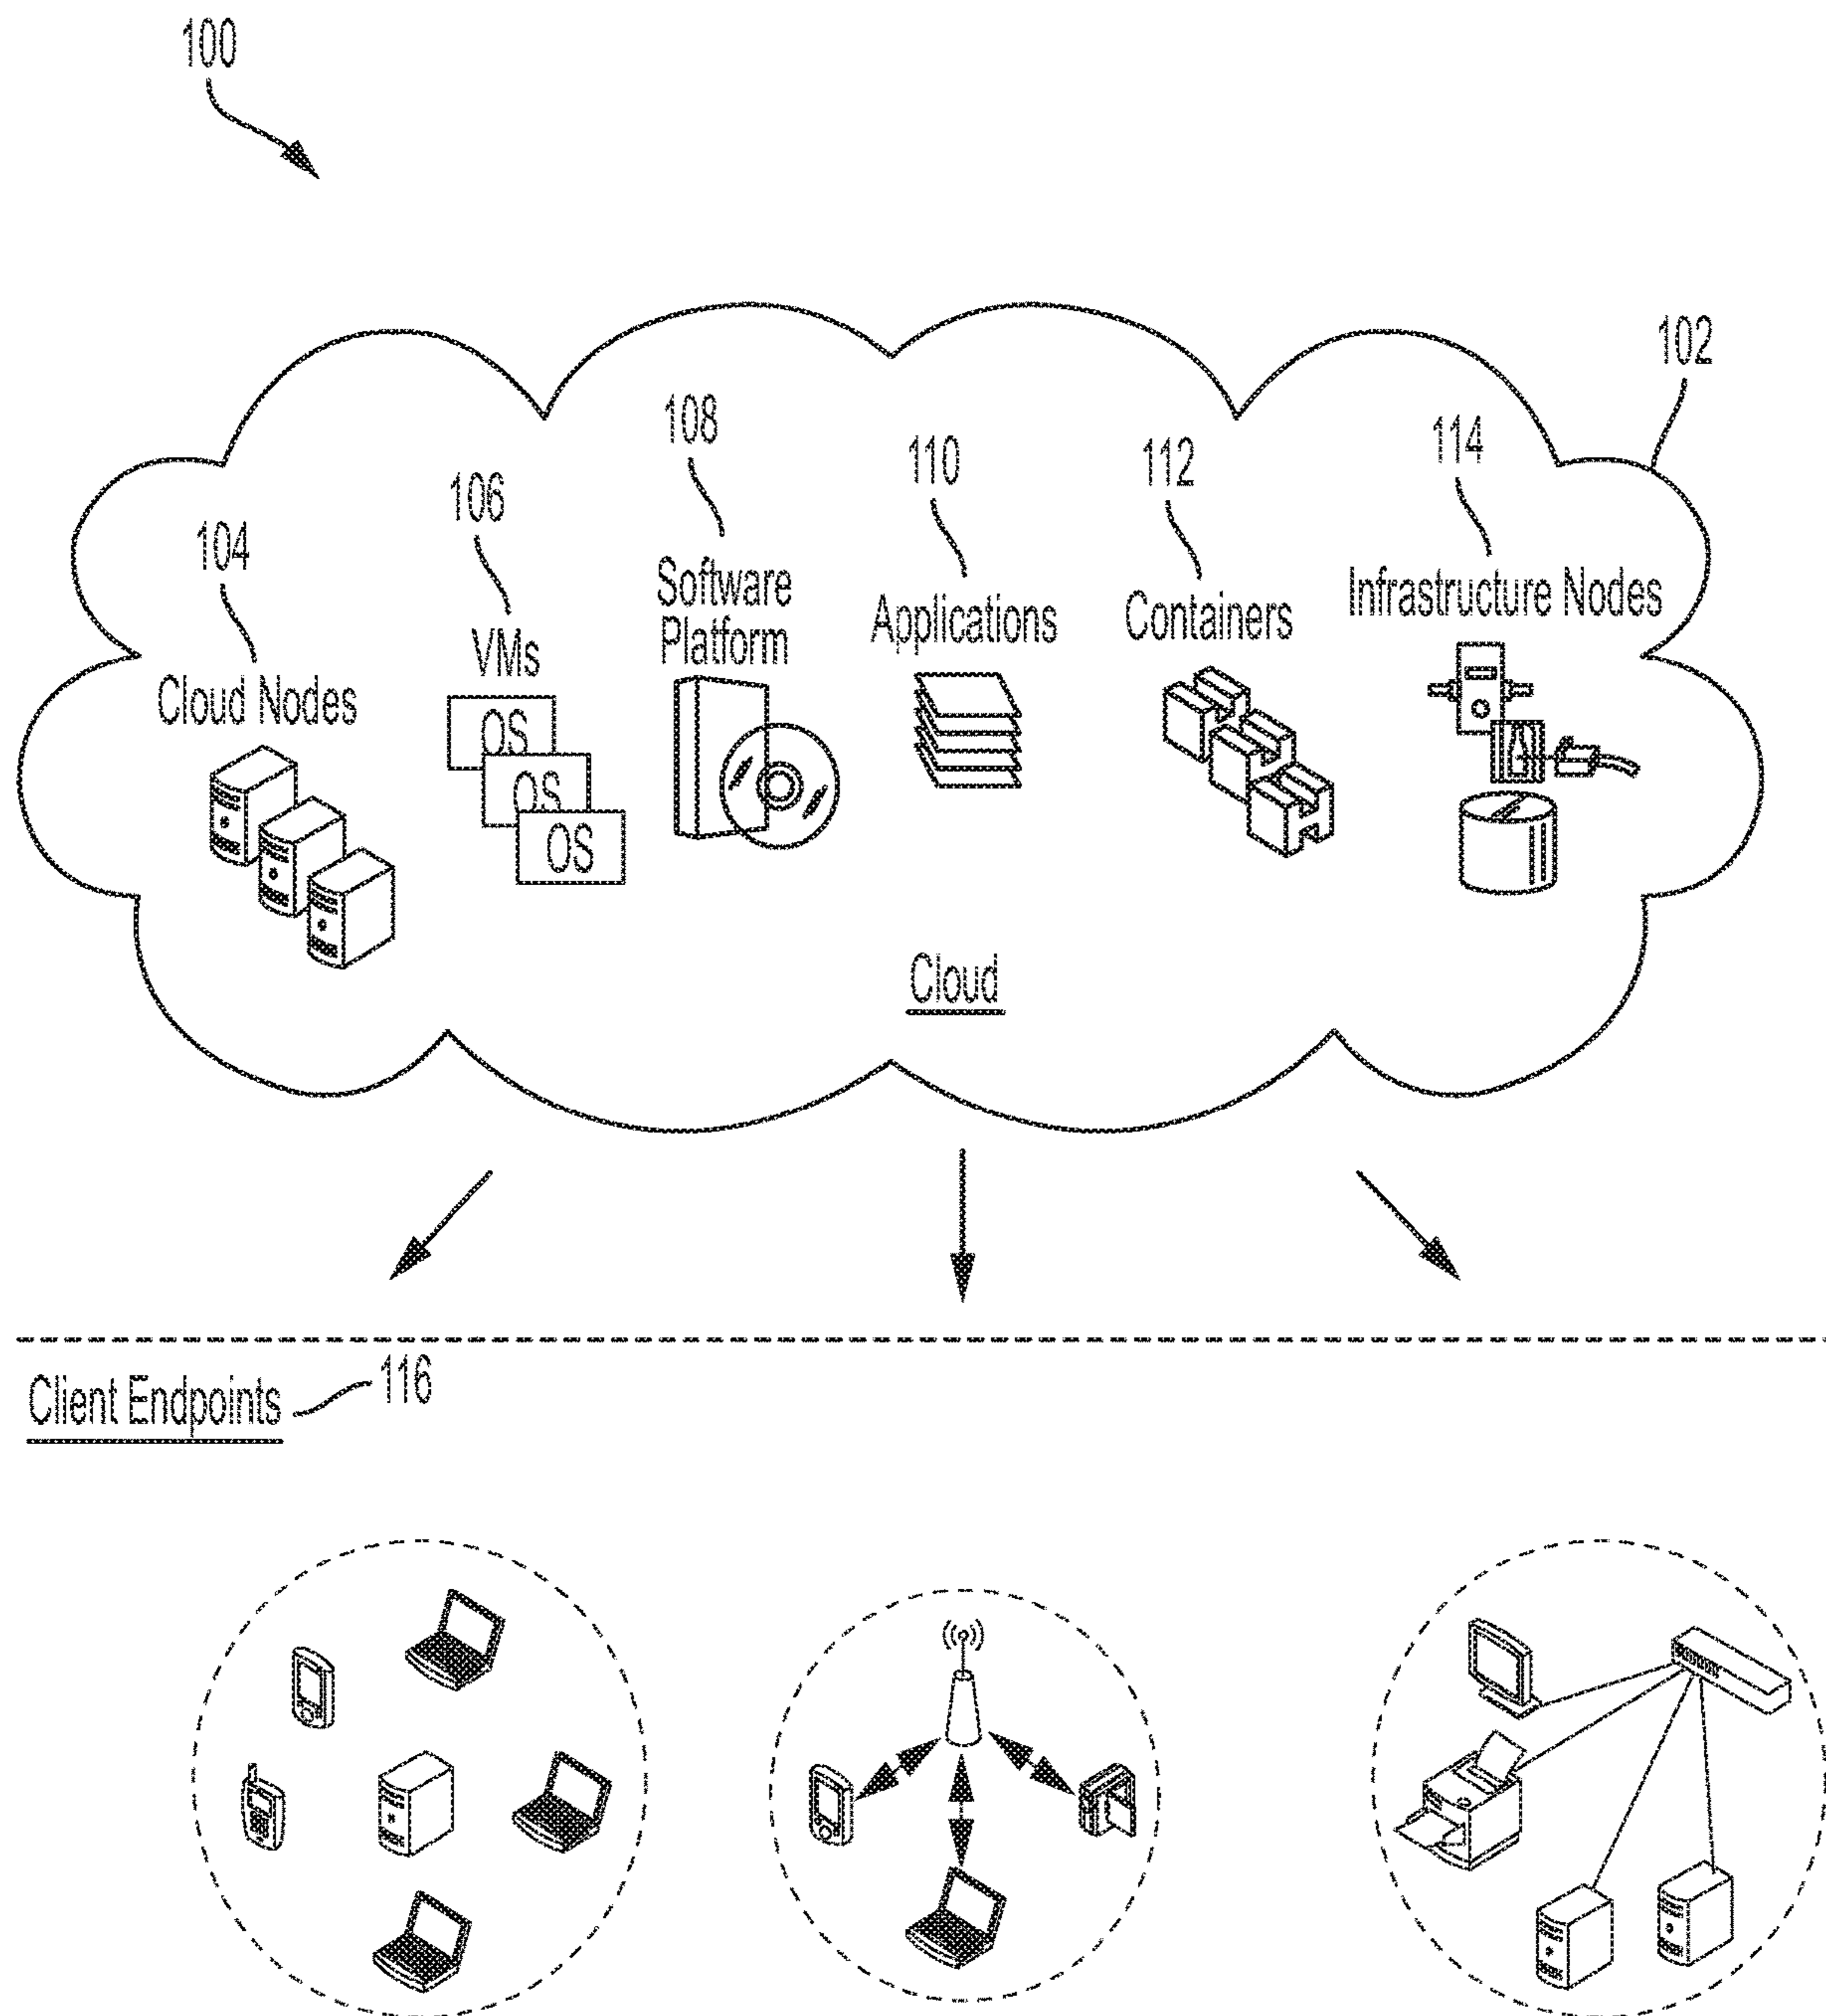 100
102
108
110
112
114
106
104
Software
Platform
Applications
Containers
Infrastructure Nodes
VMs
Cloud Nodes
OS
OS
OS
Cloud
Client Endpoints
116